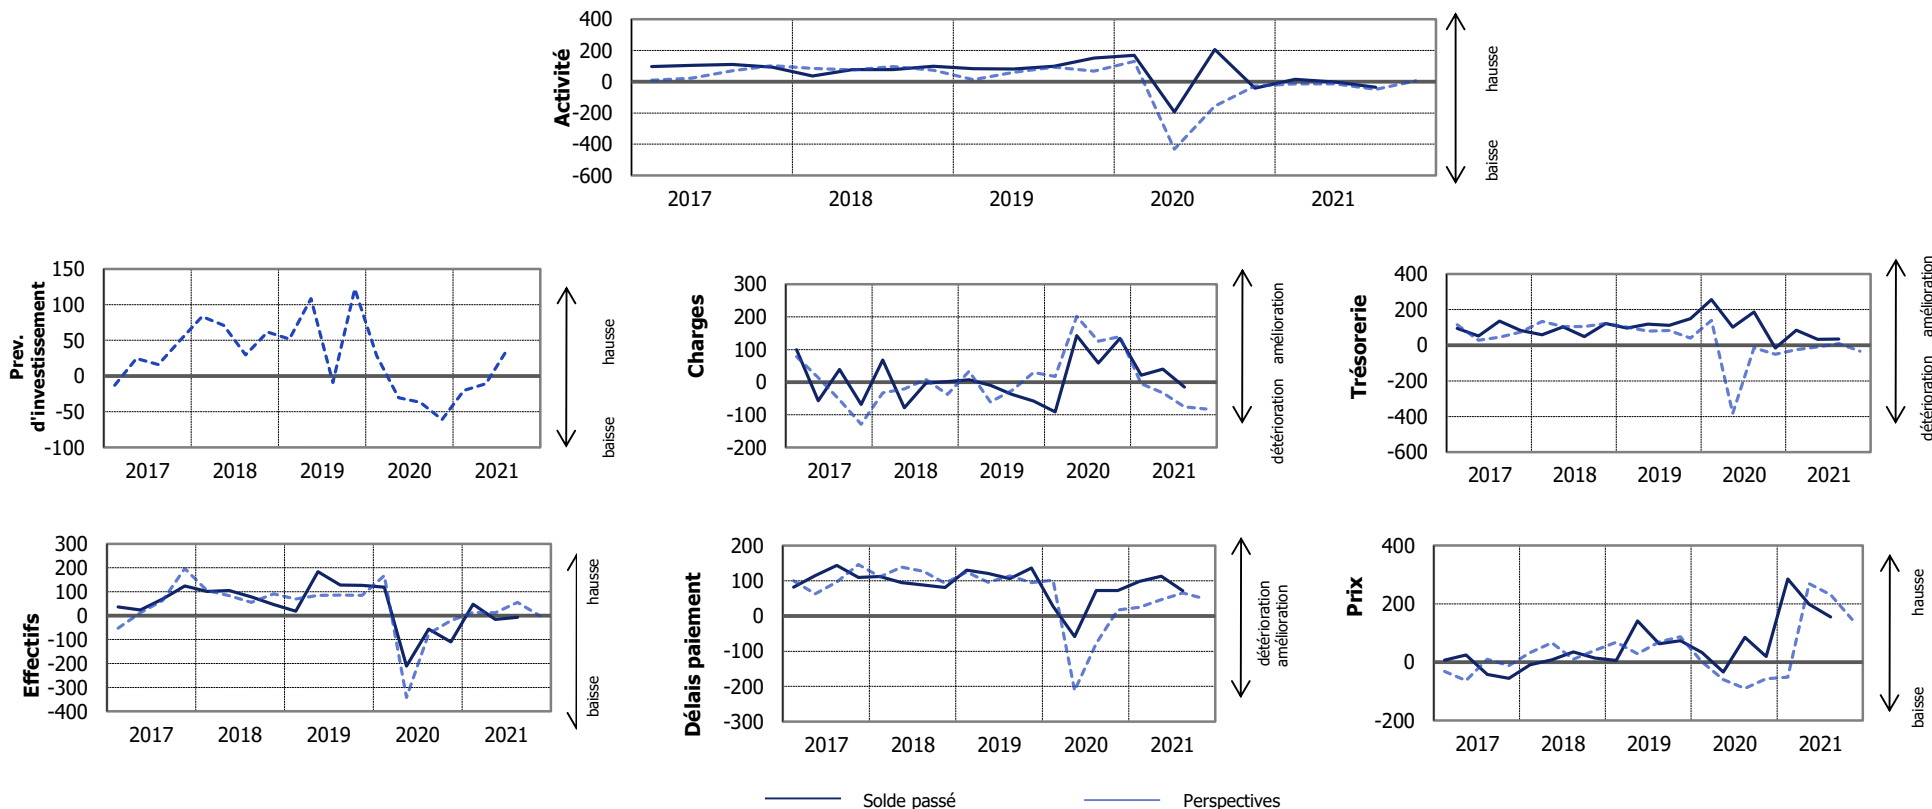 Activité
400
200
0
-200
-400
-600
2017 2018 2019 2020 2021
hausse
baisse
Prev.
d'investissement
150
100
50
0
-50
-100
2017 2018 2019 2020 2021
hausse
baisse
Charges
300
200
100
0
-100
-200
2017 2018 2019 2020 2021
amélioration
détérioration
Trésorerie
400
200
0
-200
-400
-600
2017 2018 2019 2020 2021
amélioration
détérioration
Effectifs
300
200
100
0
-100
-200
-300
-400
2017 2018 2019 2020 2021
hausse
baisse
Délais paiement
200
100
0
-100
-200
-300
2017 2018 2019 2020 2021
détérioration
amélioration
Prix
400
200
0
-200
2017 2018 2019 2020 2021
hausse
baisse
Solde passé Perspectives